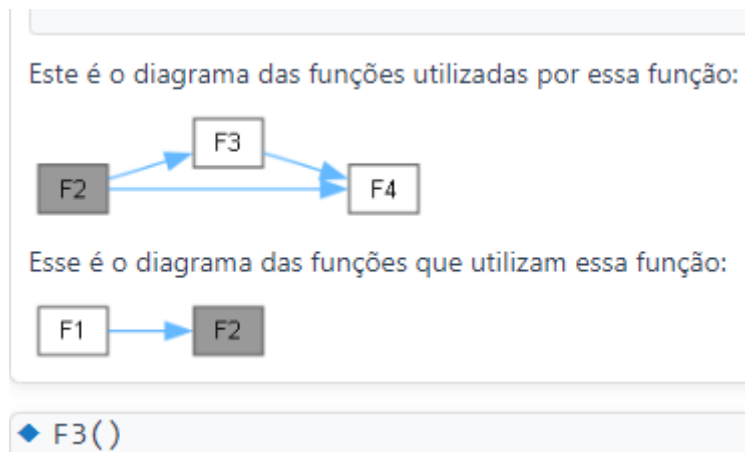 Este é o diagrama das funções utilizadas por essa função:
F3
F2
F4
Esse é o diagrama das funções que utilizam essa função:
F1 F2
F3()